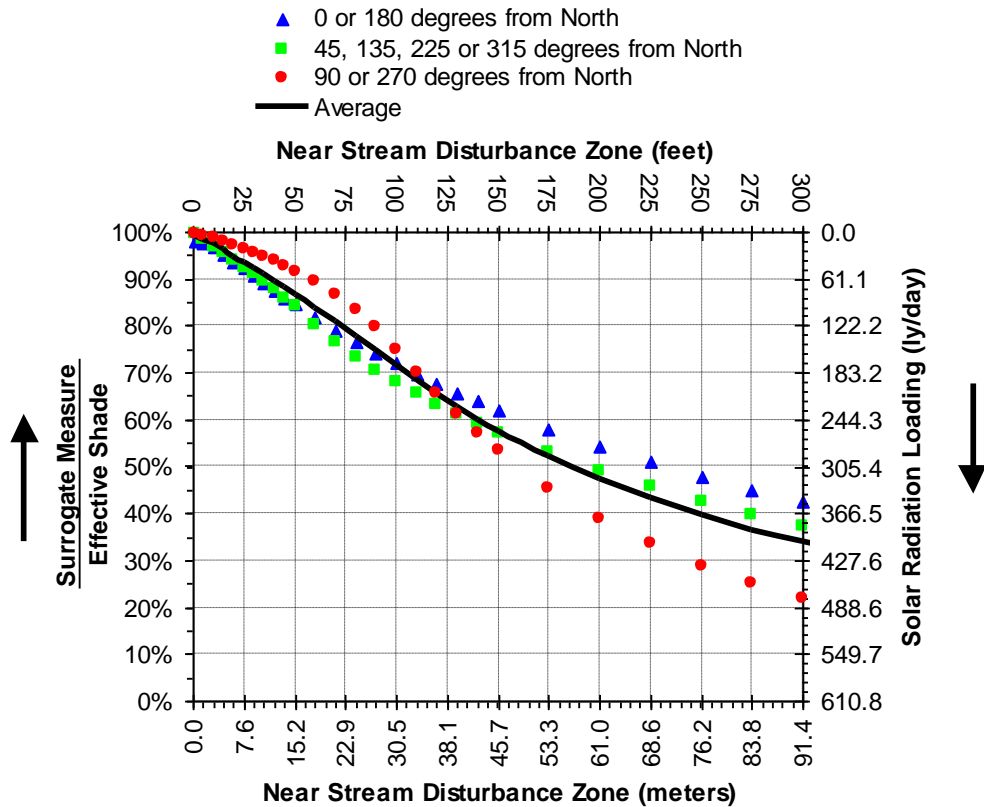 0 or 180 degrees from North
45, 135, 225 or 315 degrees from North
90 or 270 degrees from North
Average
Near Stream Disturbance Zone (feet)
0 25 50 75 100 125 150 175 200 225 250 275 300
100% 0.0
90% 61.1
80% 122.2
70% 183.2
60% 244.3
50% 305.4
40% 366.5
30% 427.6
20% 488.6
10% 549.7
0% 610.8
Surrogate Measure
Effective Shade
Solar Radiation Loading (ly/day)
0.0 7.6 15.2 22.9 30.5 38.1 45.7 53.3 61.0 68.6 76.2 83.8 91.4
Near Stream Disturbance Zone (meters)